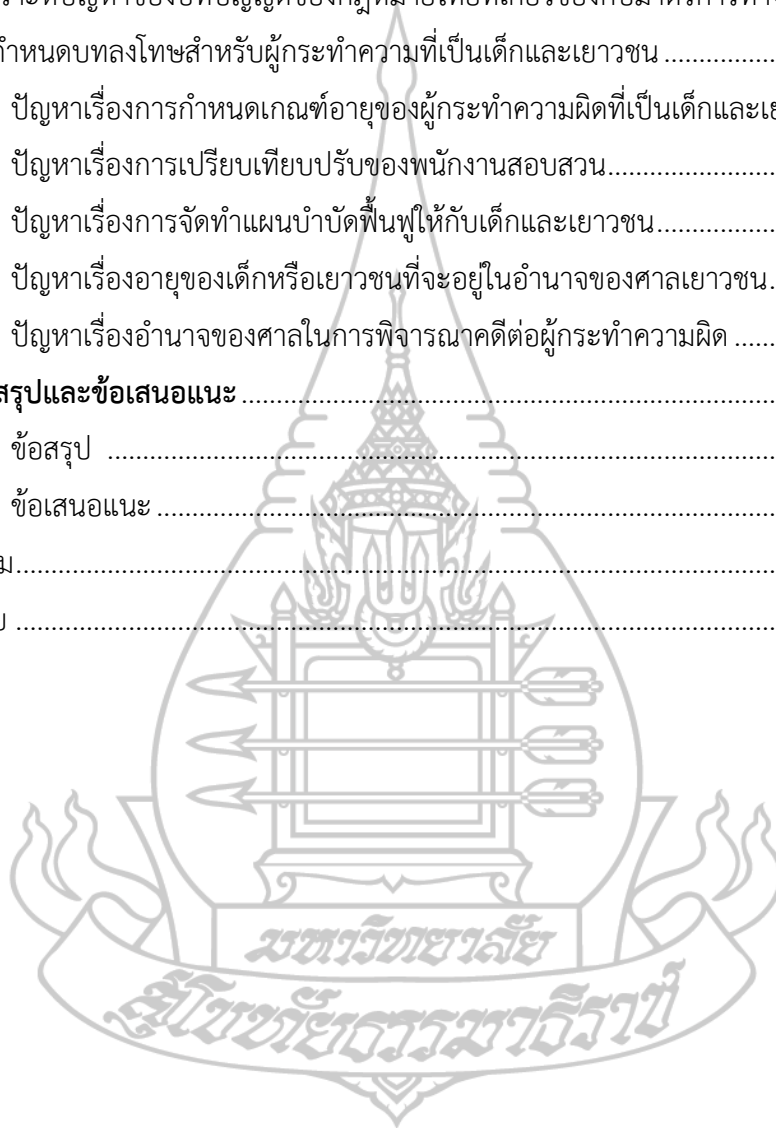 กำหนดบทลงโทษสำหรับผู้กระทำความที่เป็นเด็กและเยาวชน ................
ปัญหาเรื่องการกำหนดเกณฑ์อายุของผู้กระทำความผิดที่เป็นเด็กและเย
ปัญหาเรื่องการเปรียบเทียบปรับของพนักงานสอบสวน.........................
ปัญหาเรื่องการจัดทำแผนบำบัดฟื้นฟูให้กับเด็กและเยาวชน..................
ปัญหาเรื่องอายุของเด็กหรือเยาวชนที่จะอยู่ในอำนาจของศาลเยาวชน..
ปัญหาเรื่องอำนาจของศาลในการพิจารณาคดีต่อผู้กระทำความผิด ......
สรุปและข้อเสนอแนะ ................................................................
ข้อสรุป ................................................................................
ข้อเสนอแนะ ..........................................................................
มหาวิทยาลัย
สุโขทัยธรรมาธิราช